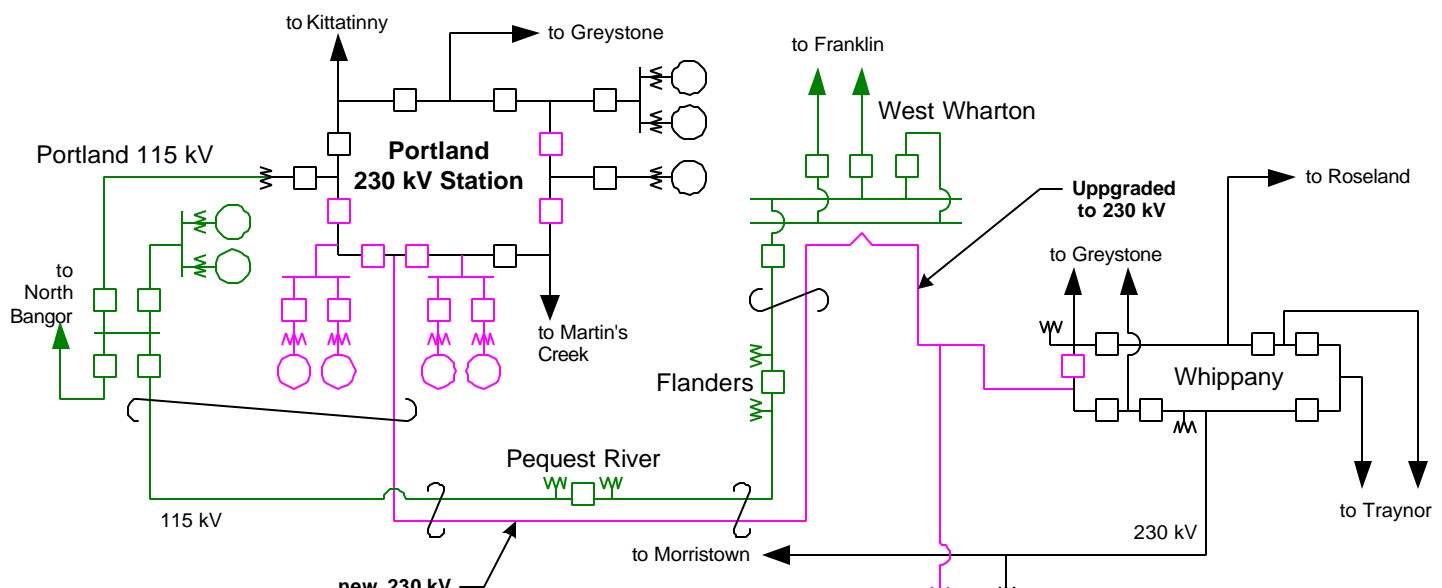 to Kittatinny
to Greystone
to Franklin
West Wharton
Portland 115 kV
Portland
230 kV Station
Uppgraded
to 230 kV
to Roseland
to Greystone
to
North
Bangor
to Martin's
Creek
Flanders
Whippany
Pequest River
115 kV
to Traynor
230 kV
to Morristown
new 230 kV